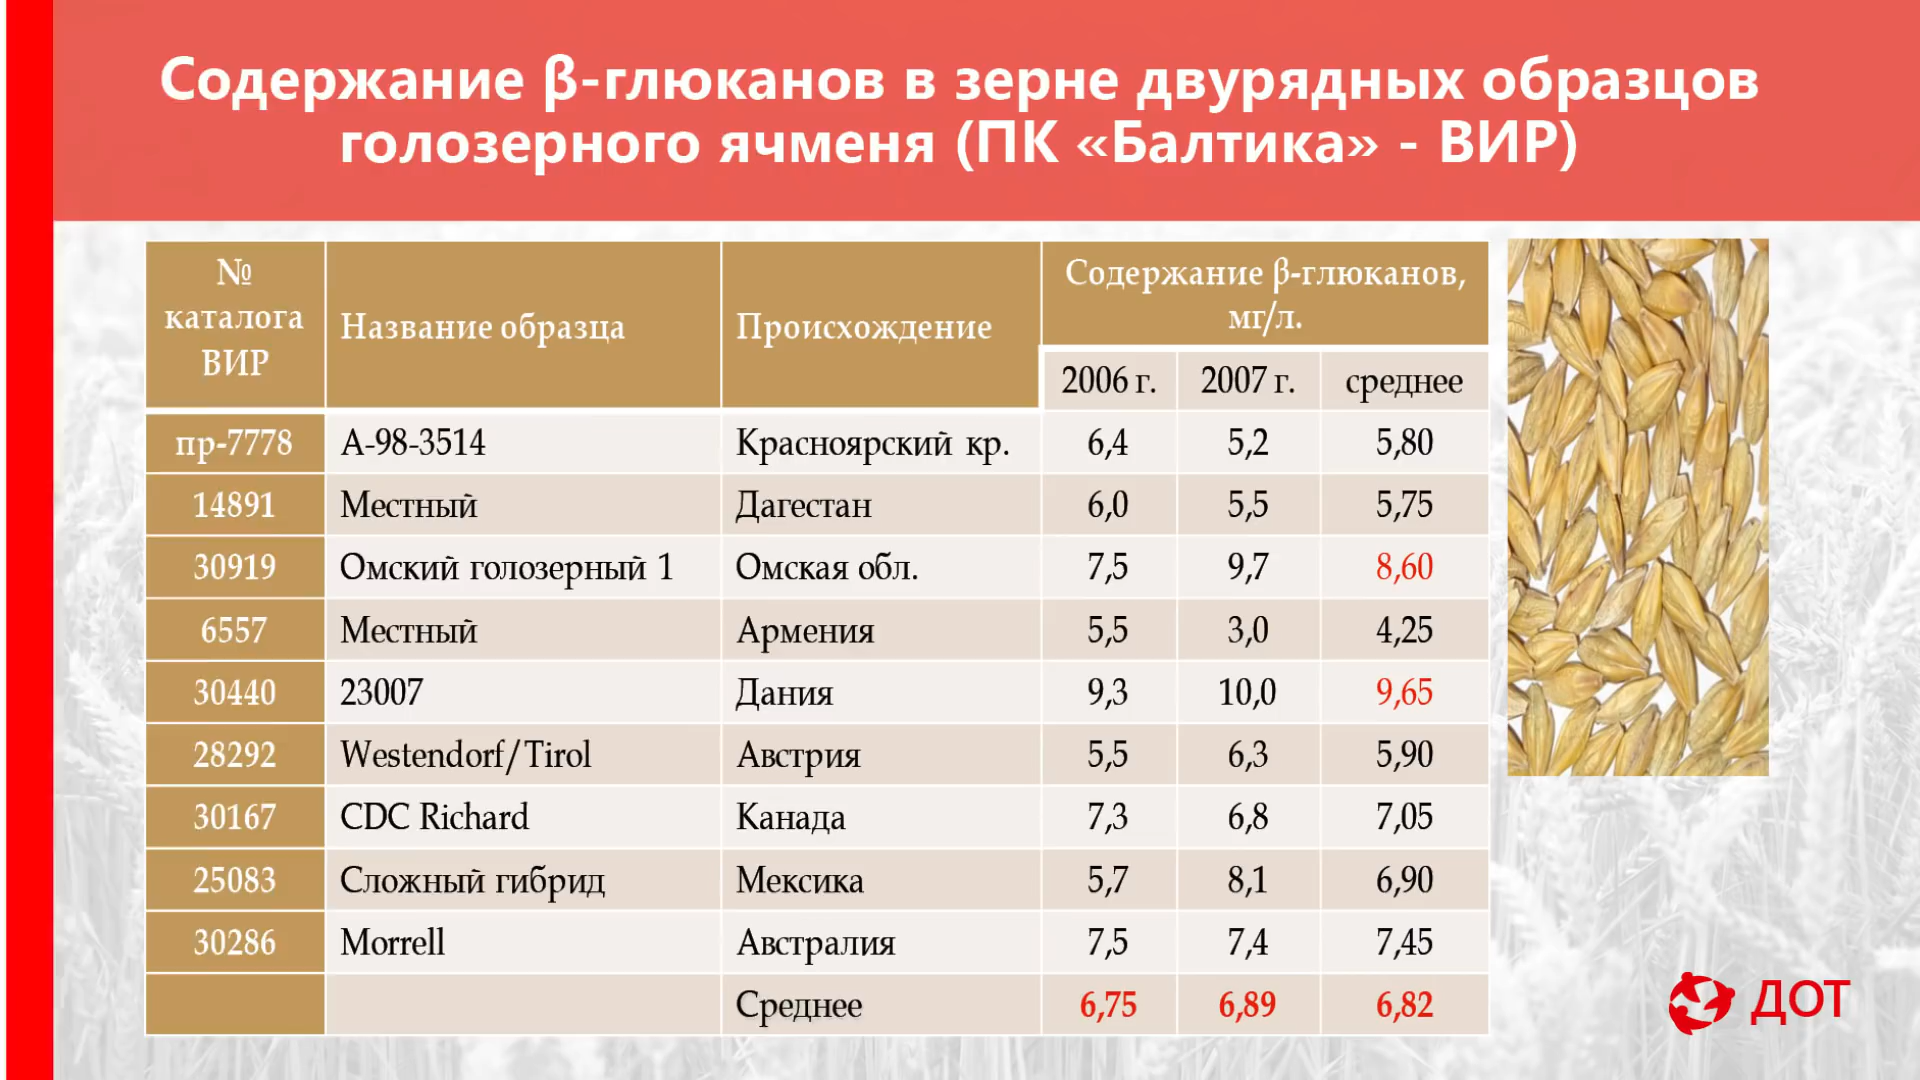 Содержание β-глюканов в зерне двурядных образцов
голозерного ячменя (ПК «Балтика» - ВИР)
№
каталога
ВИР
Название образца
Происхождение
Содержание β-глюканов,
мг/л.
2006 г. 2007 г. среднее
пр-7778 А-98-3514 Красноярский кр. 6,4 5,2 5,80
14891 Местный Дагестан 6,0 5,5 5,75
30919 Омский голозерный 1 Омская обл. 7,5 9,7 8,60
6557 Местный Армения 5,5 3,0 4,25
30440 23007 Дания 9,3 10,0 9,65
28292 Westendorf/Tirol Австрия 5,5 6,3 5,90
30167 CDC Richard Канада 7,3 6,8 7,05
25083 Сложный гибрид Мексика 5,7 8,1 6,90
30286 Morrell Австралия 7,5 7,4 7,45
Среднее 6,75 6,89 6,82
ДОТ